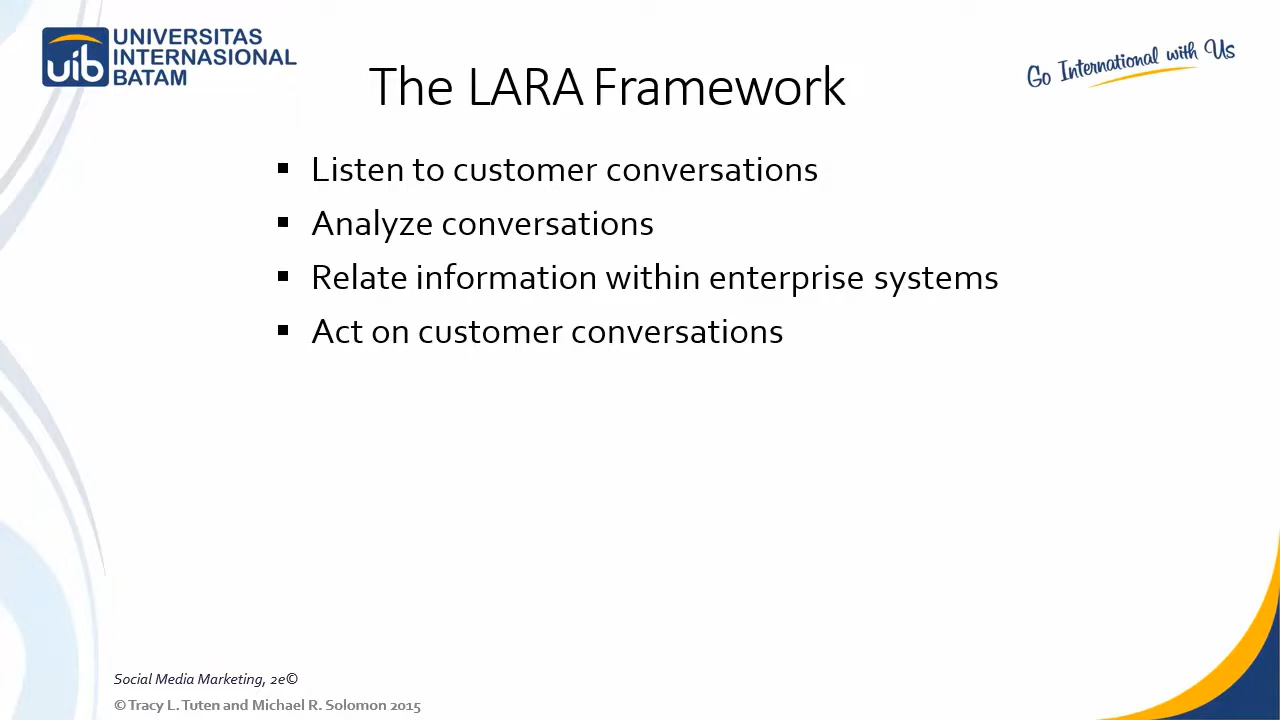 UNIVERSITAS
INTERNASIONAL
BATAM
uib
Go International with Us
The LARA Framework
▪ Listen to customer conversations
▪ Analyze conversations
▪ Relate information within enterprise systems
▪ Act on customer conversations
Social Media Marketing, 2e©
© Tracy L. Tuten and Michael R. Solomon 2015